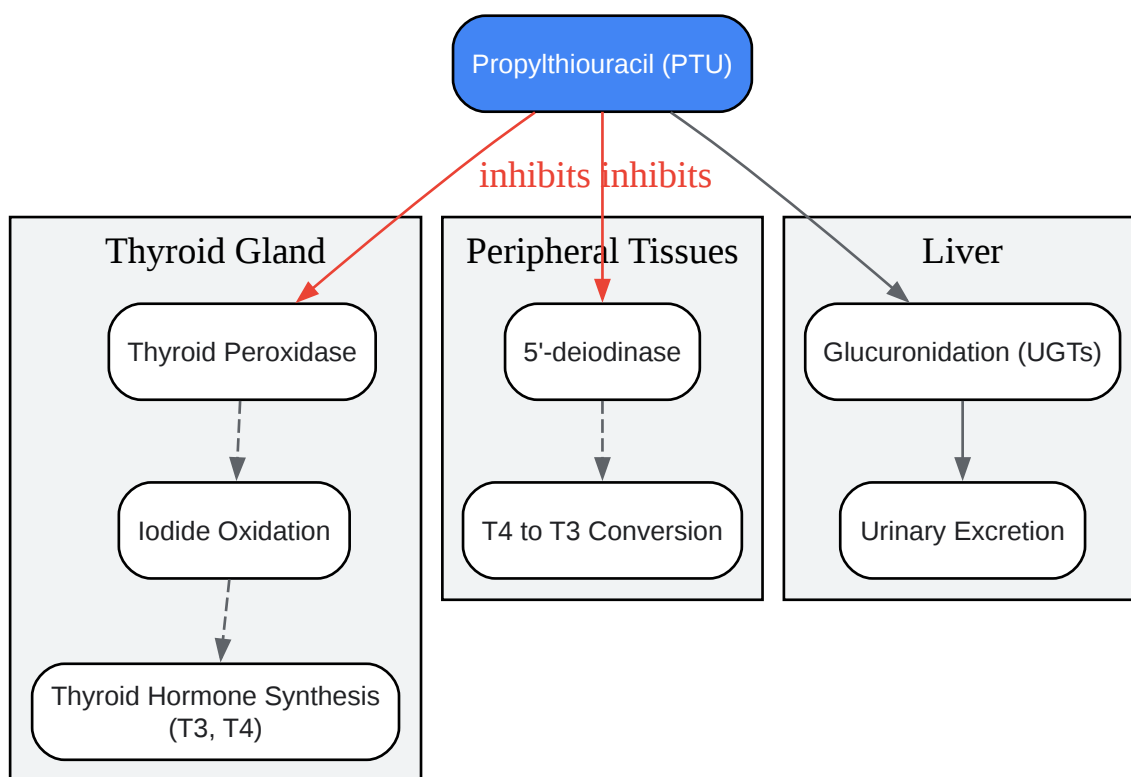 Propylthiouracil (PTU)
inhibits inhibits
Thyroid Gland
Peripheral Tissues
Liver
Thyroid Peroxidase
5'-deiodinase
Glucuronidation (UGTs)
Iodide Oxidation
T4 to T3 Conversion
Urinary Excretion
Thyroid Hormone Synthesis
(T3, T4)